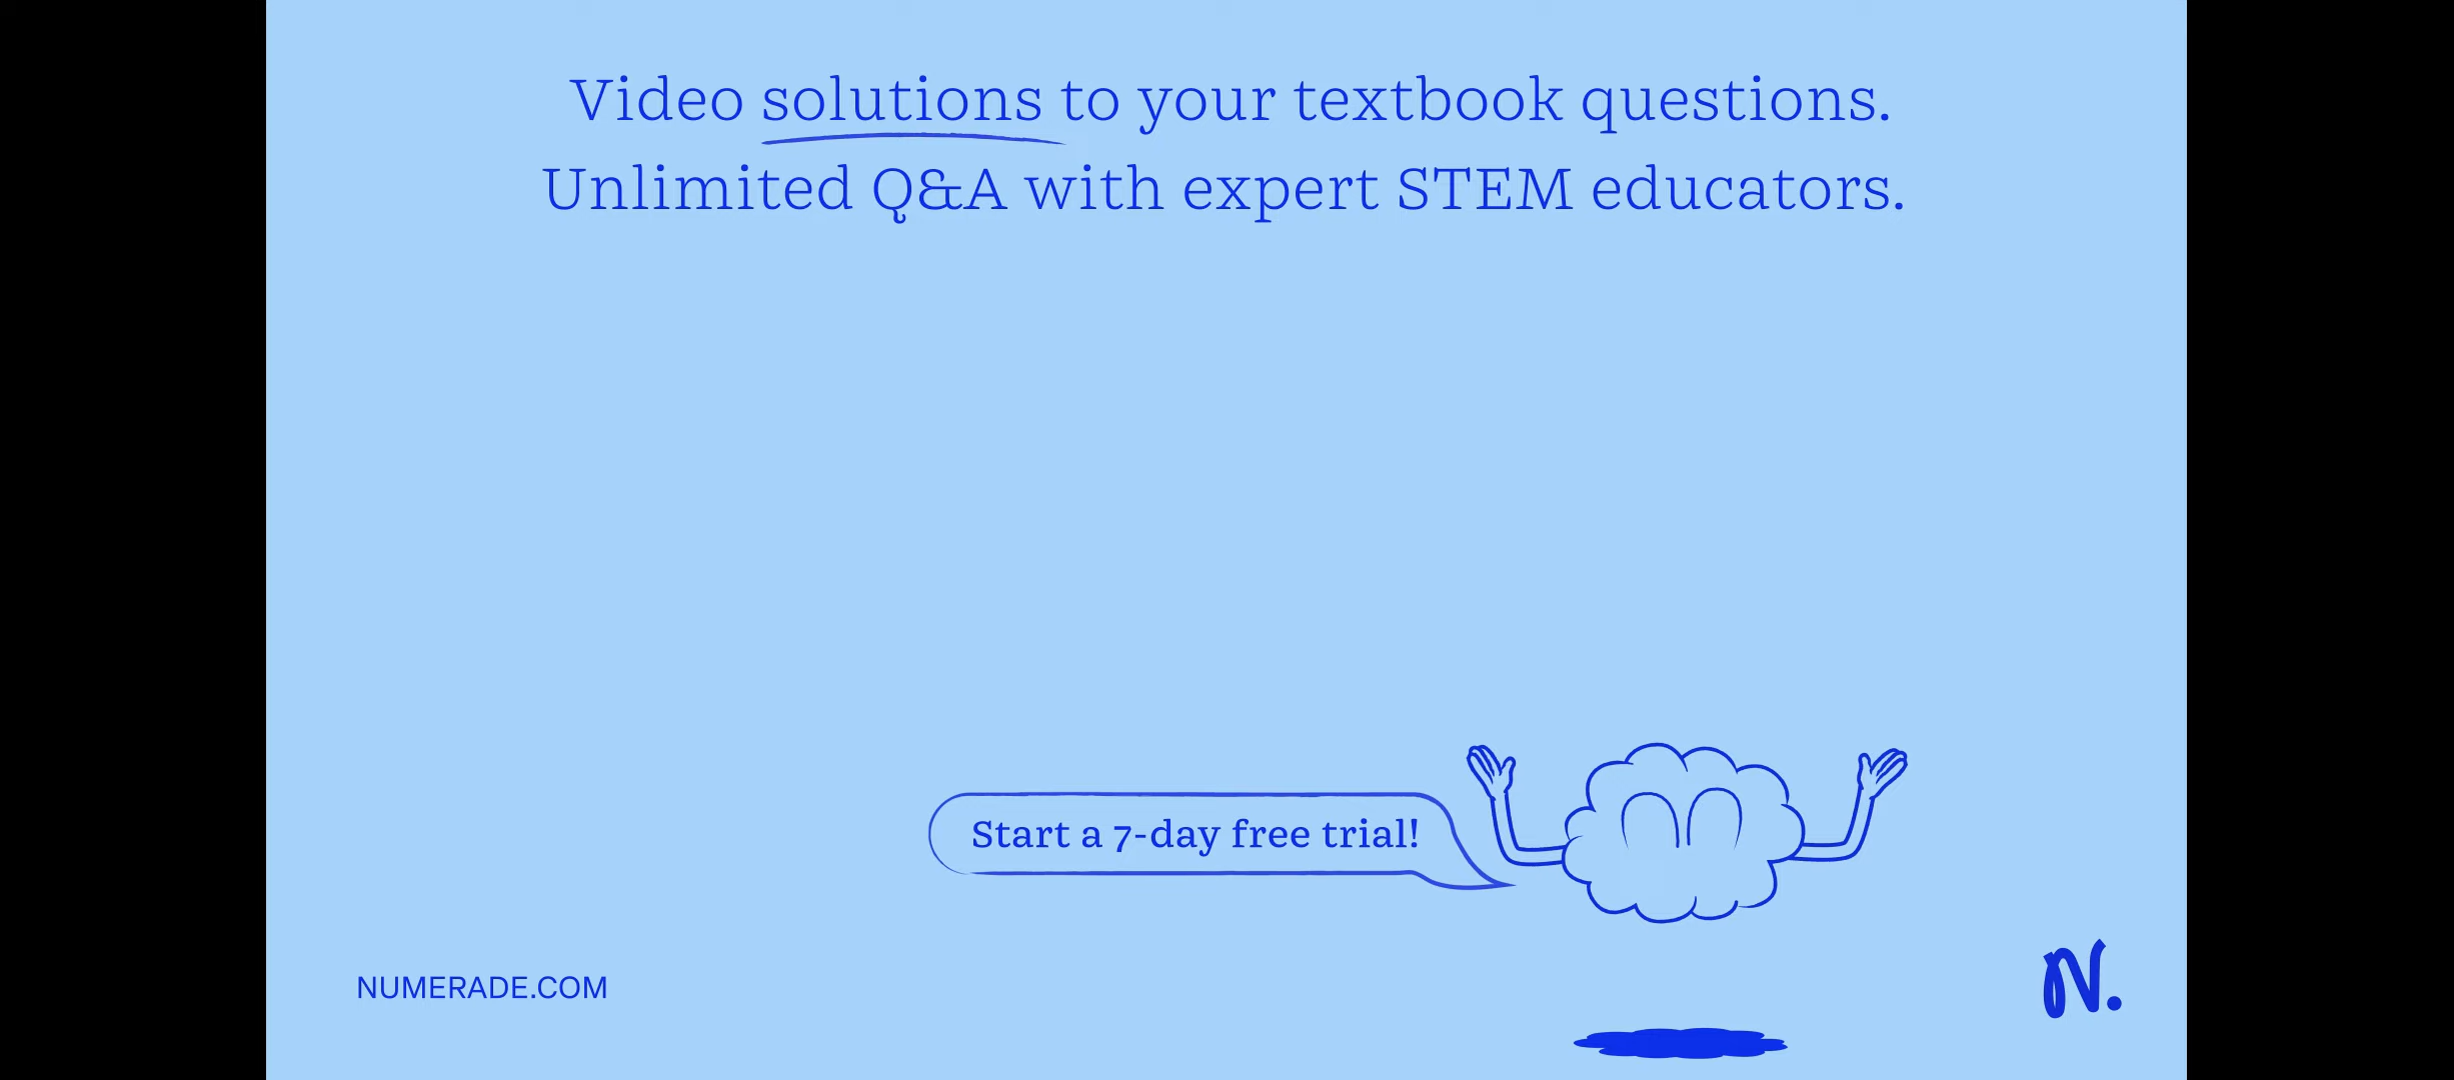 Video solutions to your textbook questions.
Unlimited Q&A with expert STEM educators.
Start a 7-day free trial!
NUMERADE.COM
N.